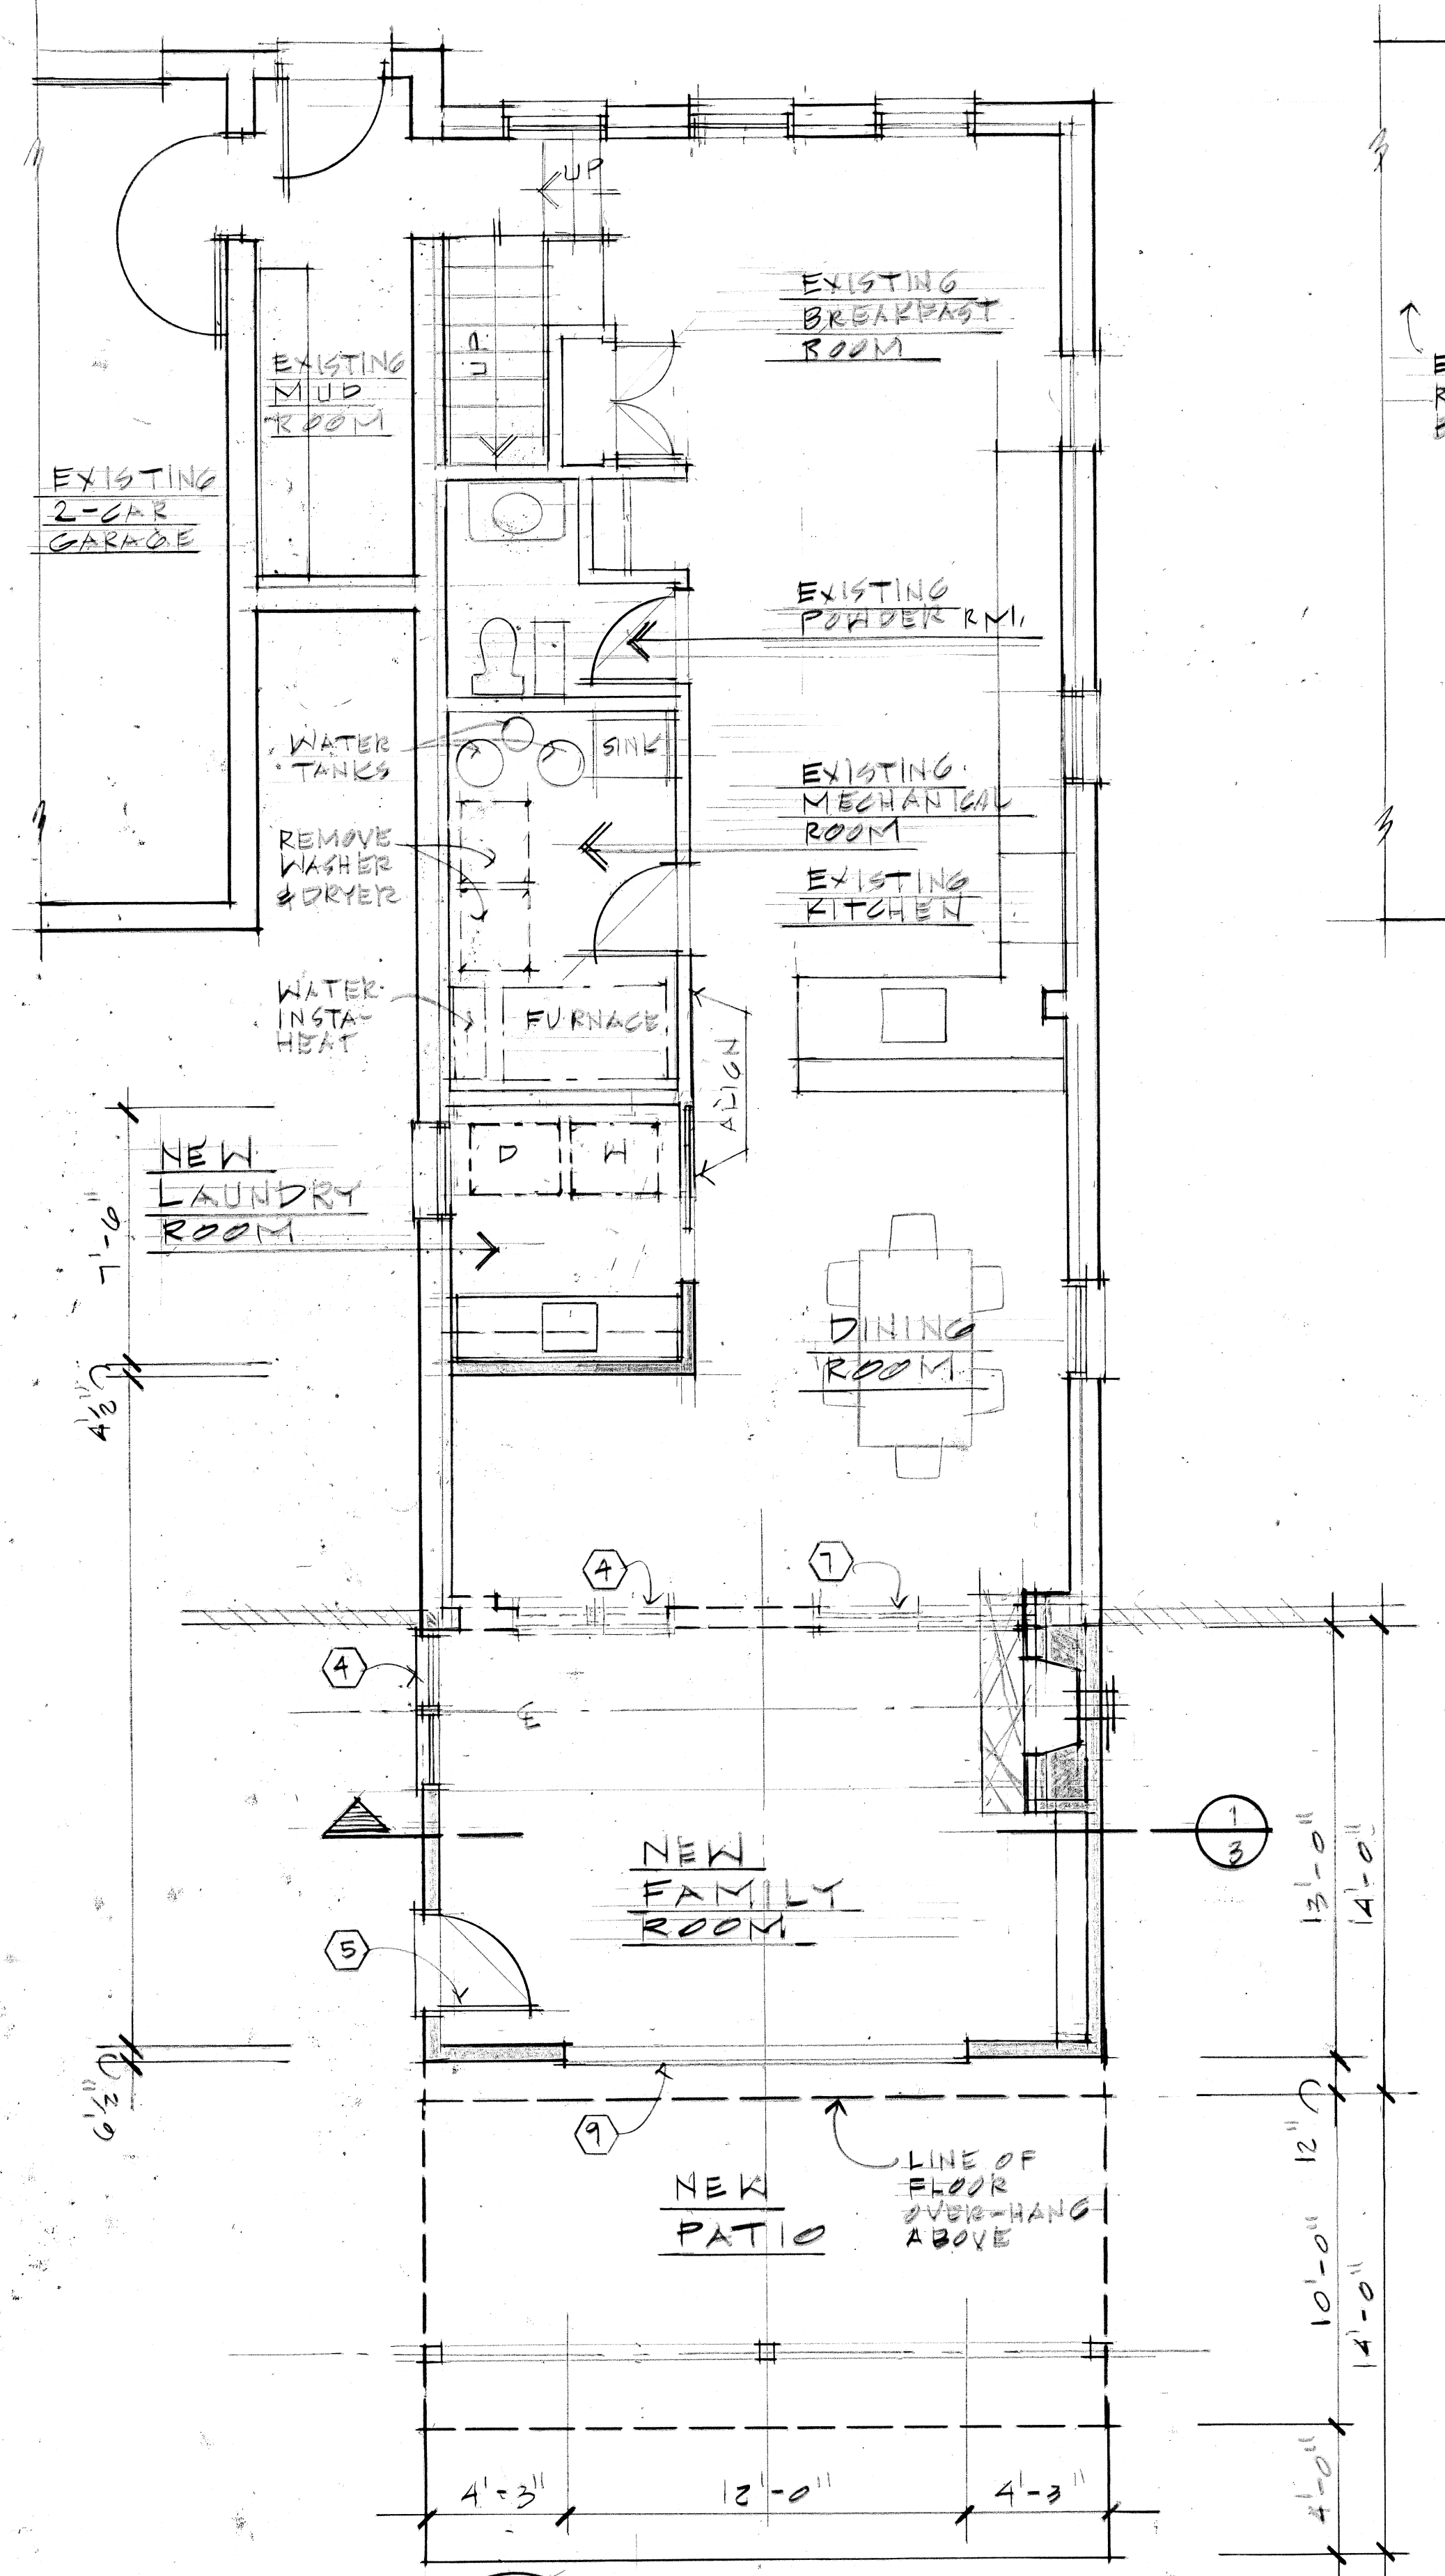 UP
EXISTING
BREAKFAST
ROOM
UP
EXISTING
MUD
ROOM
EXISTING
2-CAR
GARAGE
EXISTING
POWDER RM.
WATER
TANKS
SINK
EXISTING
MECHANICAL
ROOM
REMOVE
WASHER
& DRYER
EXISTING
KITCHEN
WATER
INSTA-
HEAT
FURNACE
ALIGN
NEW
LAUNDRY
ROOM
D
W
7'-6"
4½"
DINING
ROOM
4
7
4
1
3
NEW
FAMILY
ROOM
13'-0"
14'-0"
5
6½"
9
LINE OF
FLOOR
OVER-HANG
ABOVE
12"
NEW
PATIO
10'-0"
14'-0"
4'-3"
12'-0"
4'-3"
4'-0"